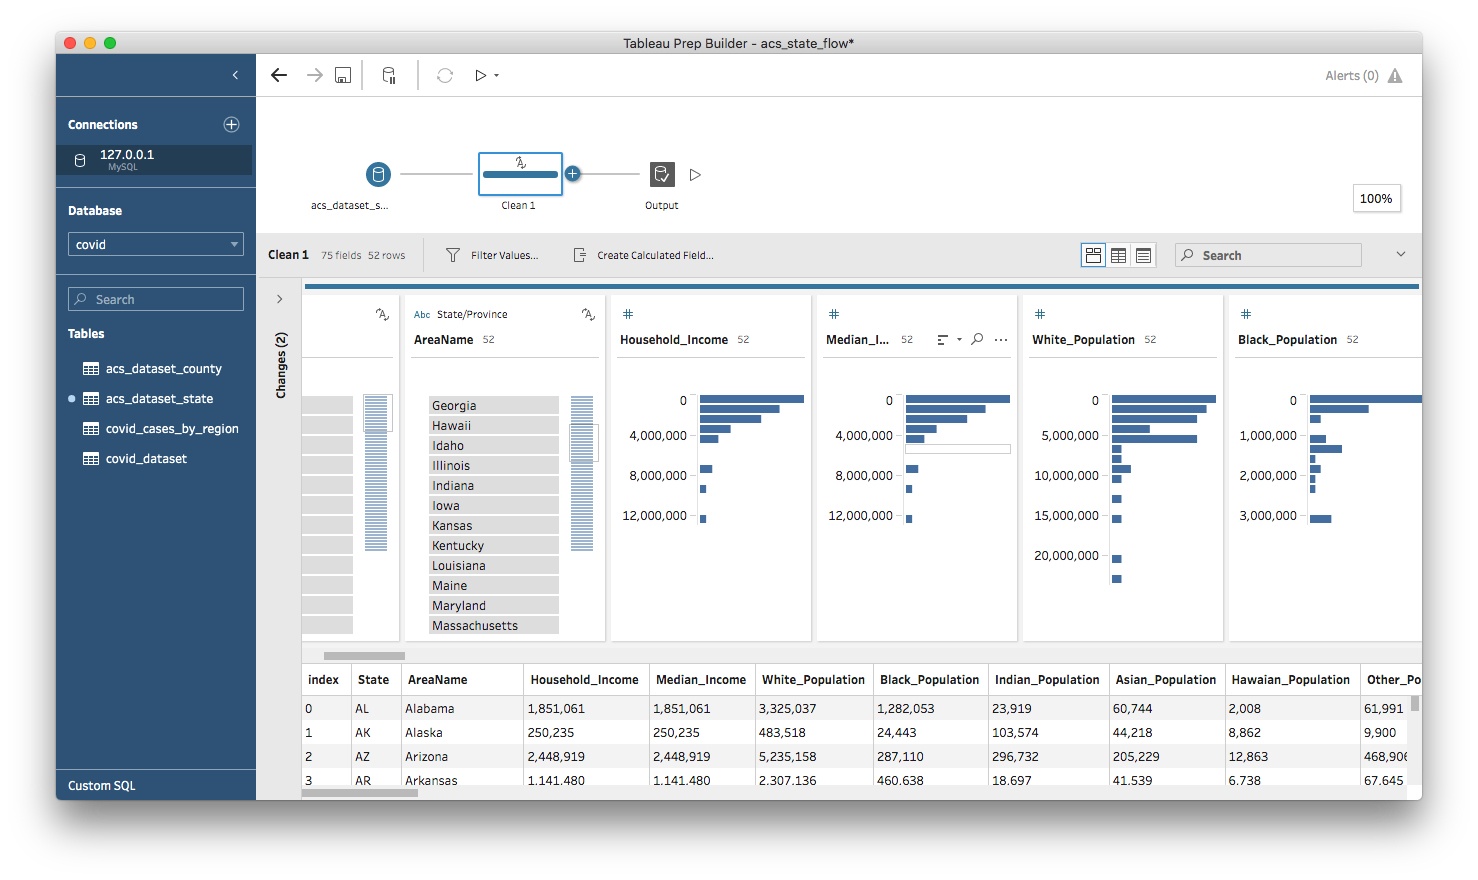 Tableau Prep Builder - acs_state_flow*
Alerts (0)
Connections
127.0.0.1
MySQL
Database
covid
Search
Tables
acs_dataset_county
acs_dataset_state
covid_cases_by_region
covid_dataset
Custom SQL
acs_dataset_s...
Clean 1
Output
100%
Clean 1 75 fields 52 rows
Filter Values...
Create Calculated Field...
Search
Changes (2)
Abc State/Province
AreaName 52
Georgia
Hawaii
Idaho
Illinois
Indiana
Iowa
Kansas
Kentucky
Louisiana
Maine
Maryland
Massachusetts
#
Household_Income 52
0
4,000,000
8,000,000
12,000,000
#
Median_I... 52
0
4,000,000
8,000,000
12,000,000
#
White_Population 52
0
5,000,000
10,000,000
15,000,000
20,000,000
#
Black_Population 52
0
1,000,000
2,000,000
3,000,000
index State AreaName Household_Income Median_Income White_Population Black_Population Indian_Population Asian_Population Hawaian_Population Other_Po
0 AL Alabama 1,851,061 1,851,061 3,325,037 1,282,053 23,919 60,744 2,008 61,991
1 AK Alaska 250,235 250,235 483,518 24,443 103,574 44,218 8,862 9,900
2 AZ Arizona 2,448,919 2,448,919 5,235,158 287,110 296,732 205,229 12,863 468,906
3 AR Arkansas 1,141,480 1,141,480 2,307,136 460,638 18,697 41,539 6,738 67,645